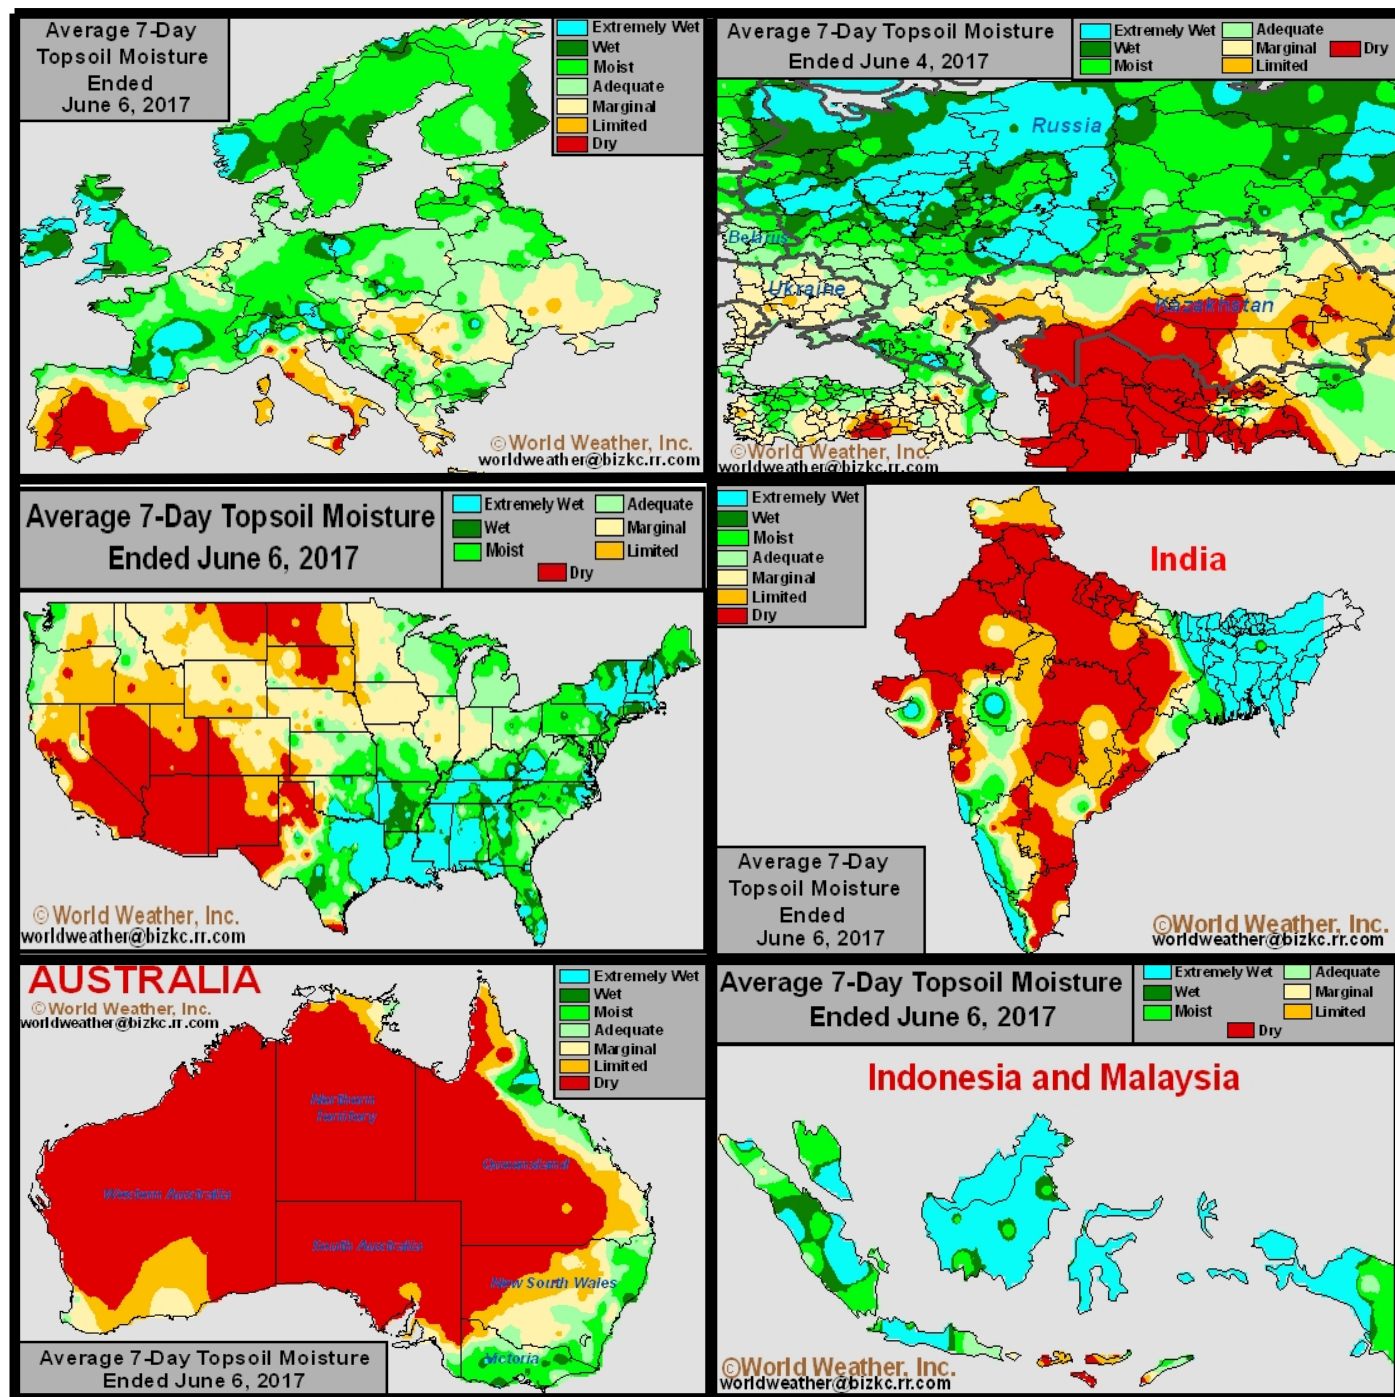 Average 7-Day
Topsoil Moisture
Ended
June 6, 2017
Extremely Wet
Wet
Moist
Adequate
Marginal
Limited
Dry
©World Weather, Inc.
worldweather@bizkc.rr.com
Average 7-Day Topsoil Moisture
Ended June 4, 2017
Extremely Wet
Adequate
Wet
Marginal
Dry
Moist
Limited
Russia
Belarus
Ukraine
Kazakhstan
©World Weather, Inc.
worldweather@bizkc.rr.com
Average 7-Day Topsoil Moisture
Ended June 6, 2017
Extremely Wet
Adequate
Wet
Marginal
Moist
Limited
Dry
©World Weather, Inc.
worldweather@bizkc.rr.com
Extremely Wet
Wet
Moist
Adequate
Marginal
Limited
Dry
India
Average 7-Day
Topsoil Moisture
Ended
June 6, 2017
©World Weather, Inc.
worldweather@bizkc.rr.com
AUSTRALIA
©World Weather, Inc.
worldweather@bizkc.rr.com
Extremely Wet
Wet
Moist
Adequate
Marginal
Limited
Dry
Northern
Territory
Queensland
Western Australia
South Australia
New South Wales
Victoria
Average 7-Day Topsoil Moisture
Ended June 6, 2017
Average 7-Day Topsoil Moisture
Ended June 6, 2017
Extremely Wet
Adequate
Wet
Marginal
Moist
Limited
Dry
Indonesia and Malaysia
©World Weather, Inc.
worldweather@bizkc.rr.com